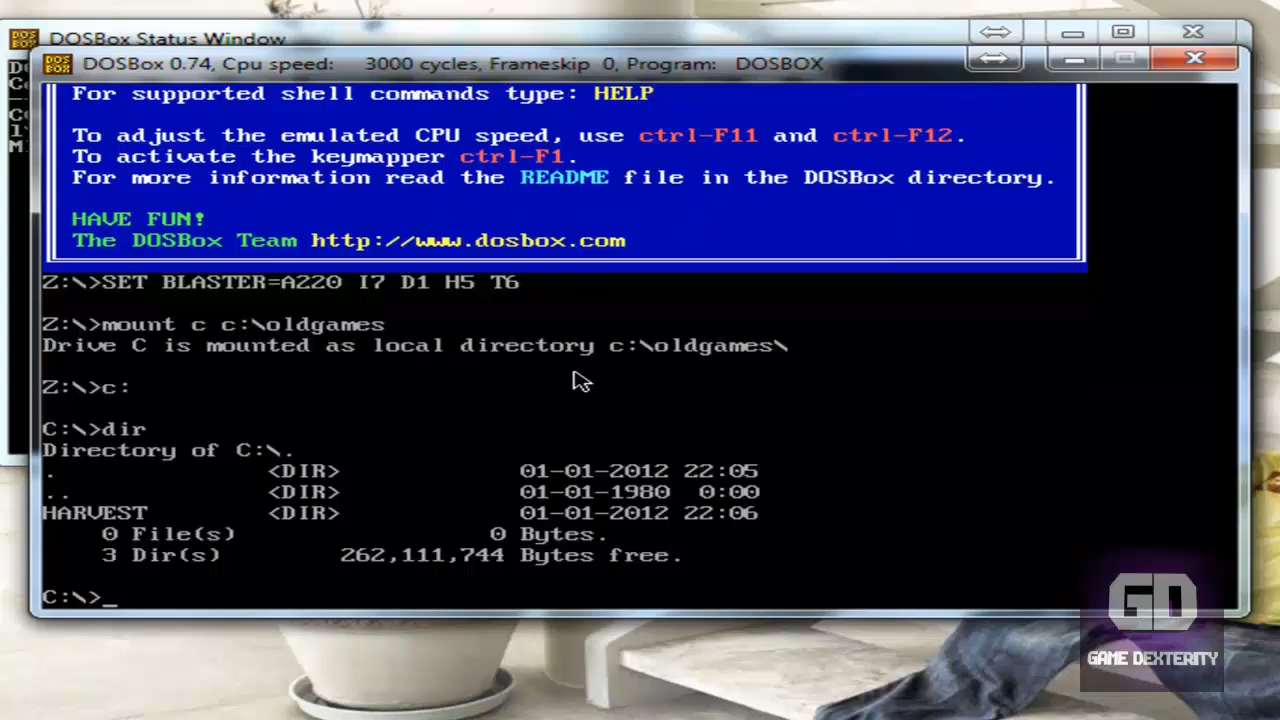 DOSBox Status Window
DOSBox 0.74, Cpu speed: 3000 cycles, Frameskip 0, Program: DOSBOX
For supported shell commands type: HELP
To adjust the emulated CPU speed, use ctrl-F11 and ctrl-F12.
To activate the keymapper ctrl-F1.
For more information read the README file in the DOSBox directory.
HAVE FUN!
The DOSBox Team http://www.dosbox.com
Z:\>SET BLASTER=A220 I7 D1 H5 T6
Z:\>mount c c:\oldgames
Drive C is mounted as local directory c:\oldgames\
Z:\>c:
C:\>dir
Directory of C:\.
. <DIR> 01-01-2012 22:05
.. <DIR> 01-01-1980 0:00
HARVEST <DIR> 01-01-2012 22:06
0 File(s) 0 Bytes.
3 Dir(s) 262,111,744 Bytes free.
C:\>_
GD
GAME DEXTERITY